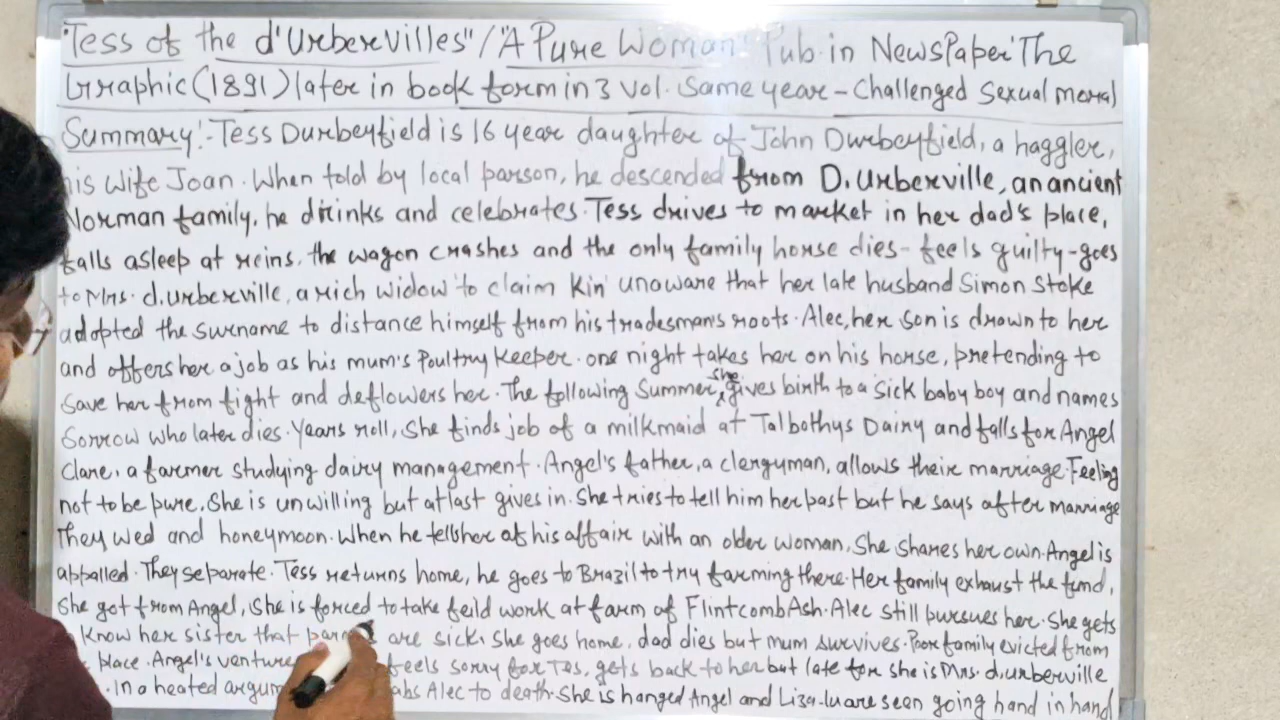 "Tess of the d'Urbervilles"/"A Pure Woman" Pub. in NewsPaper 'The
Graphic (1891) later in book form in 3 vol. same year - Challenged sexual moral
Summary:- Tess Durbeyfield is 16 year daughter of John Durbeyfield, a haggler,
his wife Joan. When told by local parson, he descended from D. Urberville, an ancient
Norman family, he drinks and celebrates. Tess drives to market in her dad's place,
falls asleep at reins, the wagon crashes and the only family horse dies - feels guilty - goes
to Mrs. d.urberville, a rich widow 'to claim kin' unaware that her late husband Simon Stoke
adopted the surname to distance himself from his tradesman's roots. Alec, her son is drawn to her
and offers her a job as his mum's Poultry Keeper. one night takes her on his horse, pretending to
save her from fight and deflowers her. The following summer, she gives birth to a sick baby boy and names
Sorrow who later dies. Years roll, she finds job of a milkmaid at Talbothys Dairy and falls for Angel
Clare, a farmer studying dairy management. Angel's father, a clergyman, allows their marriage. Feeling
not to be pure, she is unwilling but at last gives in. She tries to tell him her past but he says after marriage
They wed and honeymoon. When he tells her of his affair with an older woman, she shares her own. Angel is
appalled. They separate. Tess returns home, he goes to Brazil to try farming there. Her family exhaust the fund,
she got from Angel, she is forced to take feild work at farm of Flintcomb Ash. Alec still pursues her. She gets
know her sister that are sick. she goes home, dad dies but mum survives. Poor family evicted from
place. Angel's venture feels sorry for Tes, gets back to her but late for she is Mrs. d.urberville
. In a heated Alec to death. She is hanged Angel and Liza-lu are seen going hand in hand